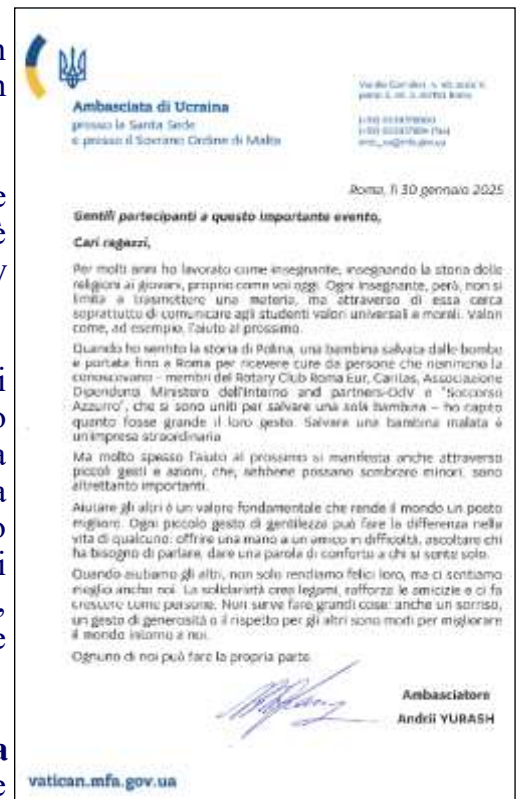 Ambasciata di Ucraina
presso la Santa Sede
e presso il Sovrano Ordine di Malta
Roma, lì 30 gennaio 2025
Gentili partecipanti a questo importante evento,
Cari ragazzi,
Per molti anni ho lavorato come insegnante, insegnando la storia delle
religioni ai giovani, proprio come voi oggi. Ogni insegnante, però, non si
limita a trasmettere una materia, ma attraverso di essa cerca
soprattutto di comunicare agli studenti valori universali e morali. Valori
come, ad esempio, l'aiuto al prossimo.
Quando ho sentito la storia di Polina, una bambina salvata dalle bombe
e portata fino a Roma per ricevere cure da persone che nemmeno la
conoscevano – membri del Rotary Club Roma Eur, Caritas, Associazione
Dipendenti Ministero dell'Interno and partners-OdV e "Soccorso
Azzurro", che si sono uniti per salvare una sola bambina – ho capito
quanto fosse grande il loro gesto. Salvare una bambina malata è
un'impresa straordinaria
Ma molto spesso l'aiuto al prossimo si manifesta anche attraverso
piccoli gesti e azioni, che, sebbene possano sembrare minori, sono
altrettanto importanti.
Aiutare gli altri è un valore fondamentale che rende il mondo un posto
migliore. Ogni piccolo gesto di gentilezza può fare la differenza nella
vita di qualcuno: offrire una mano a un amico in difficoltà, ascoltare chi
ha bisogno di parlare, dare una parola di conforto a chi si sente solo.
Quando aiutiamo gli altri, non solo rendiamo felici loro, ma ci sentiamo
meglio anche noi. La solidarietà crea legami, rafforza le amicizie e ci fa
crescere come persone. Non serve fare grandi cose: anche un sorriso,
un gesto di generosità o il rispetto per gli altri sono modi per migliorare
il mondo intorno a noi.
Ognuno di noi può fare la propria parte
Ambasciatore
Andrii YURASH
vatican.mfa.gov.ua